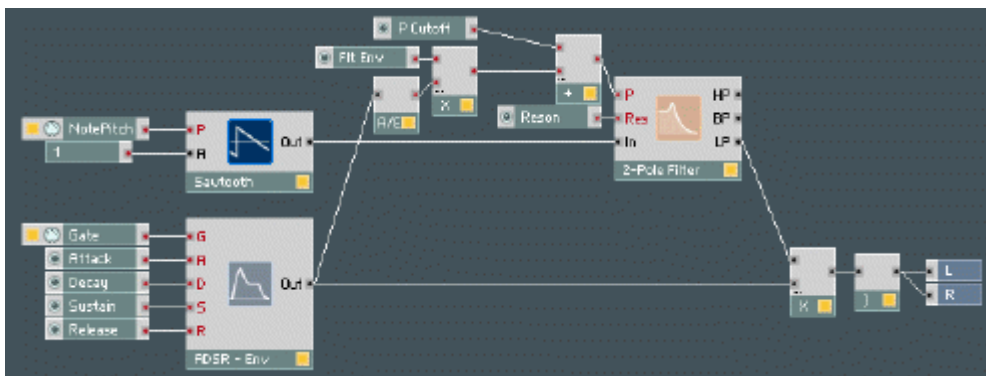 P Cutoff
Flt Env
X
A/E
+
Reson
P
Res
In
HP
BP
LP
2-Pole Filter
NotePitch
1
P
A
Out
Sawtooth
Gate
Attack
Decay
Sustain
Release
G
A
D
S
R
Out
ADSR - Env
X
}
L
R